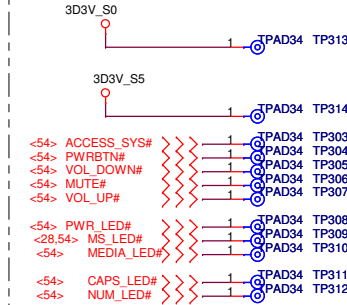 3D3V_S0
1 TPAD34 TP313
3D3V_S5
1 TPAD34 TP314
<54> ACCESS_SYS# 1 TPAD34 TP303
<54> PWRBTN# 1 TPAD34 TP304
<54> VOL_DOWN# 1 TPAD34 TP305
<54> MUTE# 1 TPAD34 TP306
<54> VOL_UP# 1 TPAD34 TP307
<54> PWR_LED# 1 TPAD34 TP308
<28,54> MS_LED# 1 TPAD34 TP309
<54> MEDIA_LED# 1 TPAD34 TP310
<54> CAPS_LED# 1 TPAD34 TP311
<54> NUM_LED# 1 TPAD34 TP312